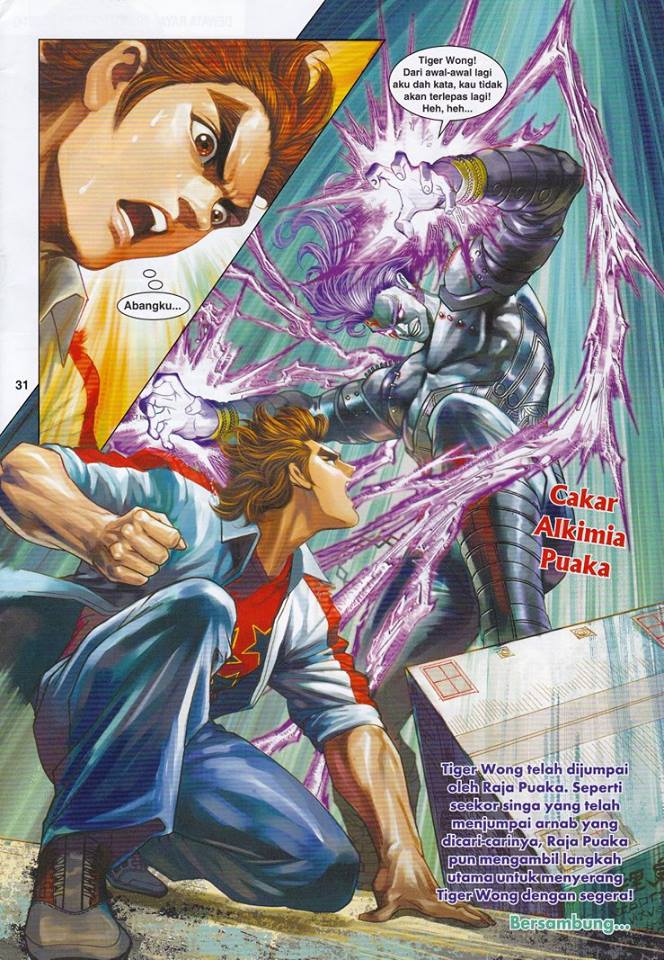 Tiger Wong!
Dari awal-awal lagi
aku dah kata, kau tidak
akan terlepas lagi!
Heh, heh...
Abangku...
31
Cakar
Alkimia
Puaka
Tiger Wong telah dijumpai
oleh Raja Puaka. Seperti
seekor singa yang telah
menjumpai arnab yang
dicari-carinya, Raja Puaka
pun mengambil langkah
utama untuk menyerang
Tiger Wong dengan segera!
Bersambung...